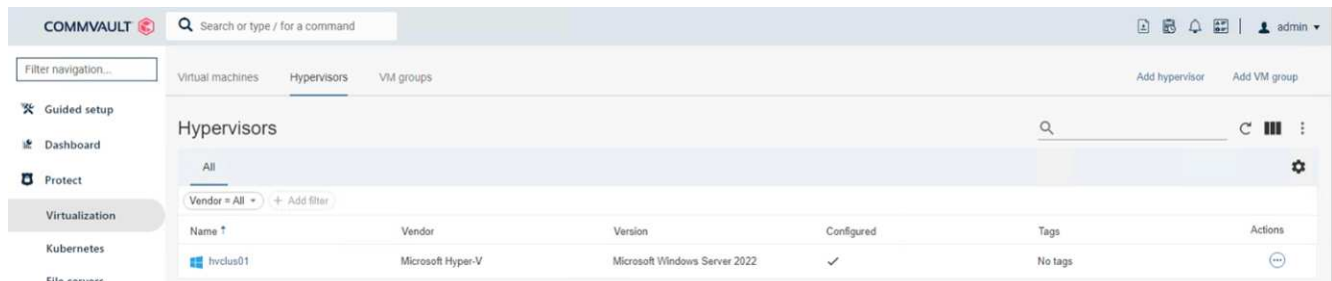 COMMVAULT
Search or type / for a command
admin
Filter navigation...
Virtual machines Hypervisors VM groups
Add hypervisor Add VM group
Guided setup
Hypervisors
Dashboard
All
Protect
Vendor = All + Add filter
Virtualization
Name Vendor Version Configured Tags Actions
Kubernetes
hvclus01 Microsoft Hyper-V Microsoft Windows Server 2022 No tags
File servers